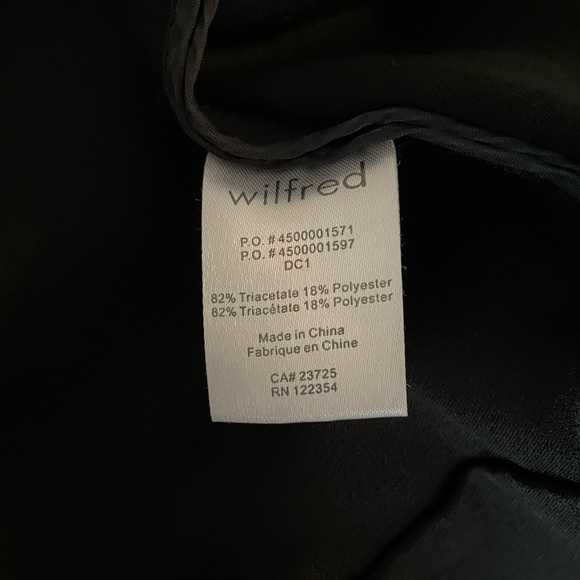 wilfred
P.O. # 4500001571
P.O. # 4500001597
DC1
82% Triacetate 18% Polyester
82% Triacétate 18% Polyester
Made in China
Fabrique en Chine
CA# 23725
RN 122354